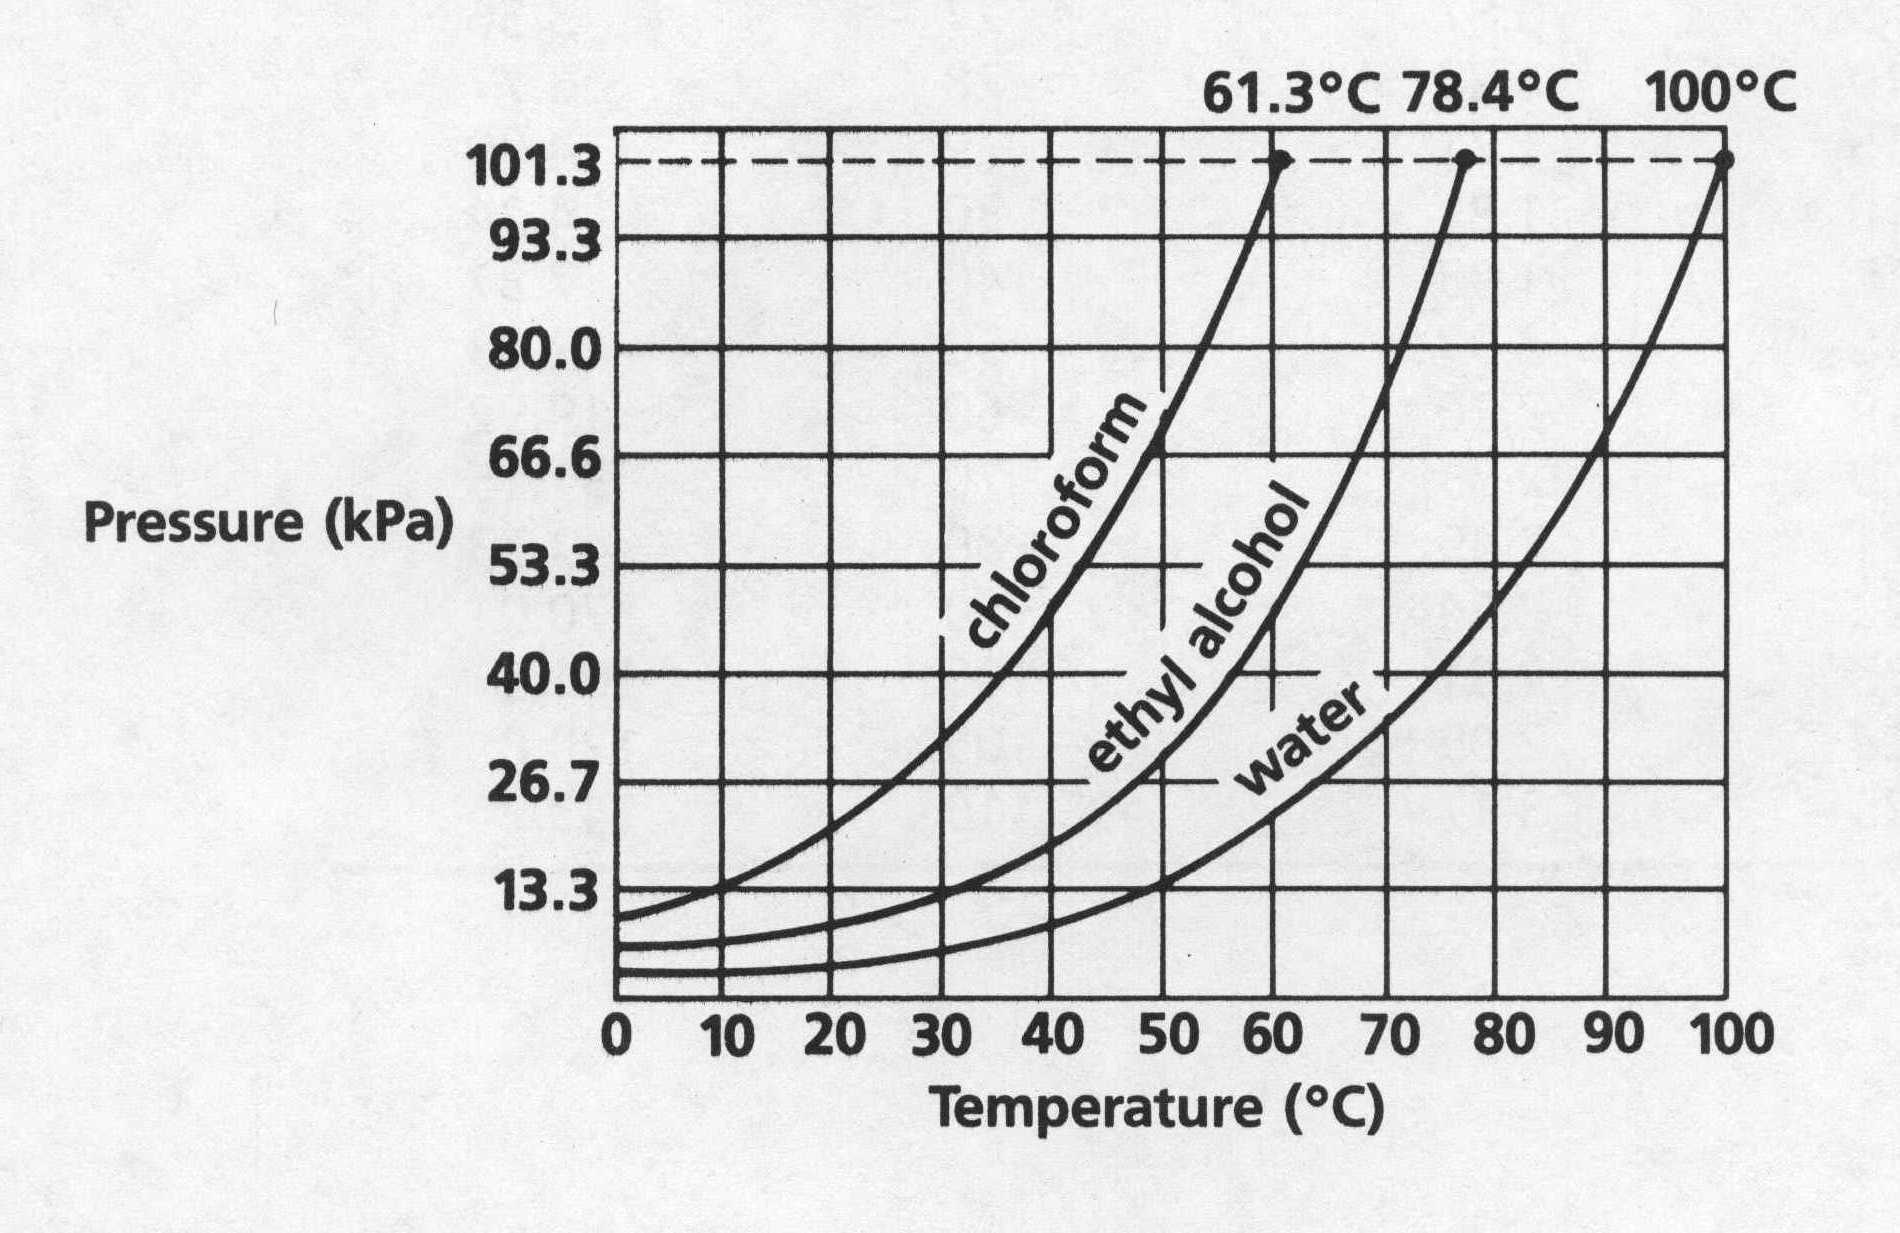 61.3°C 78.4°C 100°C
101.3
93.3
80.0
66.6
Pressure (kPa)
53.3
40.0
26.7
13.3
chloroform
ethyl alcohol
water
0 10 20 30 40 50 60 70 80 90 100
Temperature (°C)